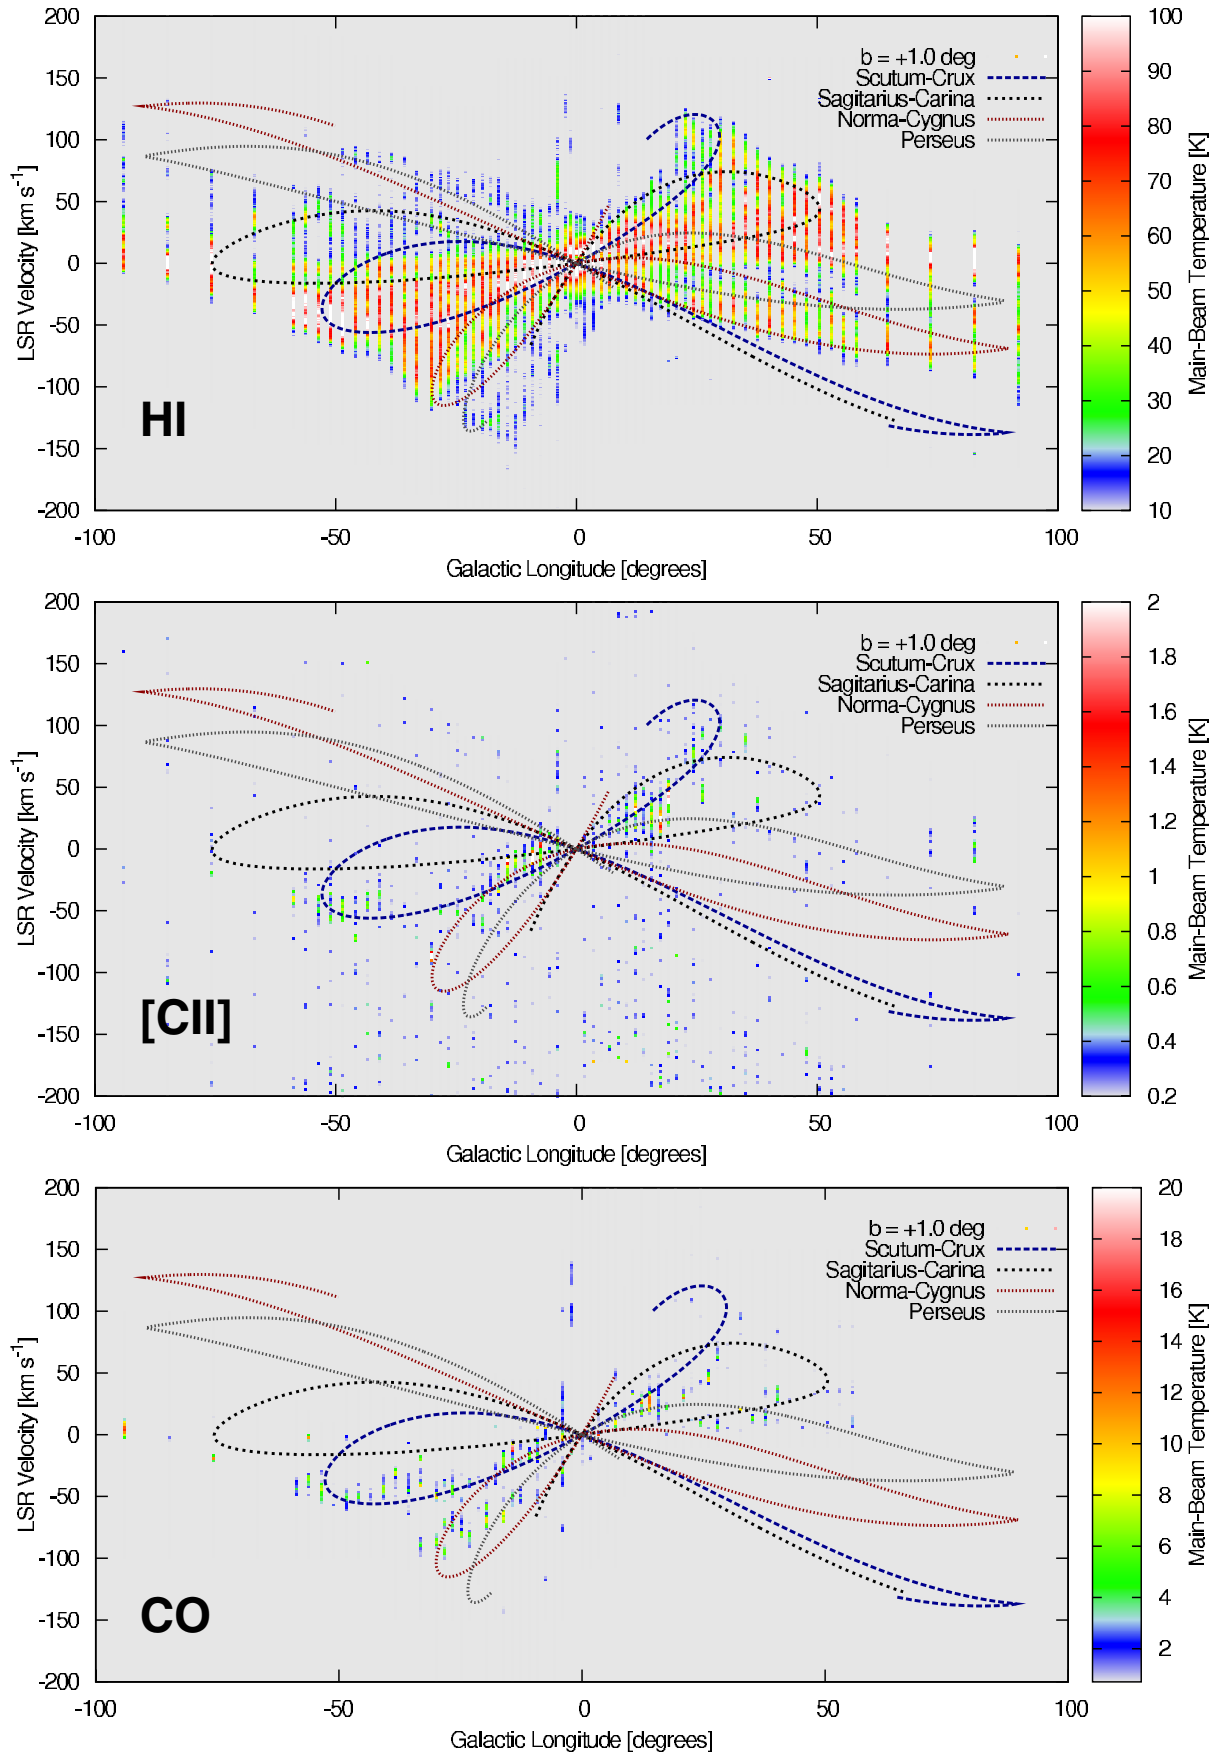 200
150
100
50
0
-50
-100
-150
-200
LSR Velocity [km s-1]
b = +1.0 deg
Scutum-Crux
Sagitarius-Carina
Norma-Cygnus
Perseus
HI
-100
-50
0
50
100
Galactic Longitude [degrees]
100
90
80
70
60
50
40
30
20
10
Main-Beam Temperature [K]
200
150
100
50
0
-50
-100
-150
-200
LSR Velocity [km s-1]
b = +1.0 deg
Scutum-Crux
Sagitarius-Carina
Norma-Cygnus
Perseus
[CII]
-100
-50
0
50
100
Galactic Longitude [degrees]
2
1.8
1.6
1.4
1.2
1
0.8
0.6
0.4
0.2
Main-Beam Temperature [K]
200
150
100
50
0
-50
-100
-150
-200
LSR Velocity [km s-1]
b = +1.0 deg
Scutum-Crux
Sagitarius-Carina
Norma-Cygnus
Perseus
CO
-100
-50
0
50
100
Galactic Longitude [degrees]
20
18
16
14
12
10
8
6
4
2
Main-Beam Temperature [K]